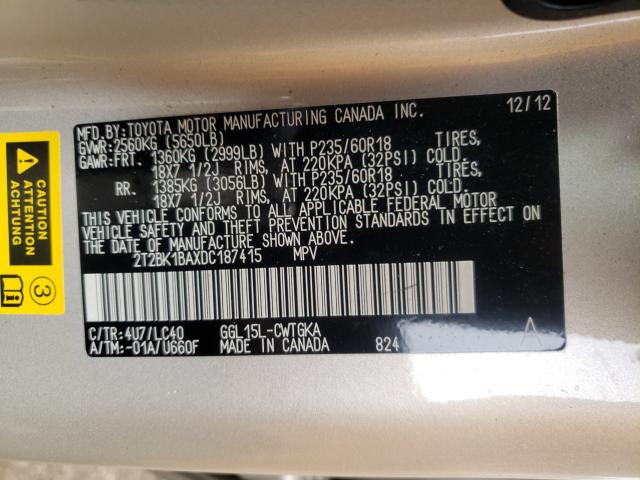 MFD.BY:TOYOTA MOTOR MANUFACTURING CANADA INC. 12/12
GVWR:2560KG (5650LB)
GAWR:FRT. 1360KG (2999LB) WITH P235/60R18 TIRES,
18X7 1/2J RIMS, AT 220KPA (32PSI) COLD.
RR. 1385KG (3056LB) WITH P235/60R18 TIRES,
18X7 1/2J RIMS, AT 220KPA (32PSI) COLD.
THIS VEHICLE CONFORMS TO ALL APPLICABLE FEDERAL MOTOR
VEHICLE SAFETY AND THEFT PREVENTION STANDARDS IN EFFECT ON
THE DATE OF MANUFACTURE SHOWN ABOVE.
2T2BK1BAXDC187415 MPV
C/TR:4U7/LC40 GGL15L-CWTGKA A
A/TM:-01A/U660F MADE IN CANADA 824
CAUTION
ATTENTION
ACHTUNG
3